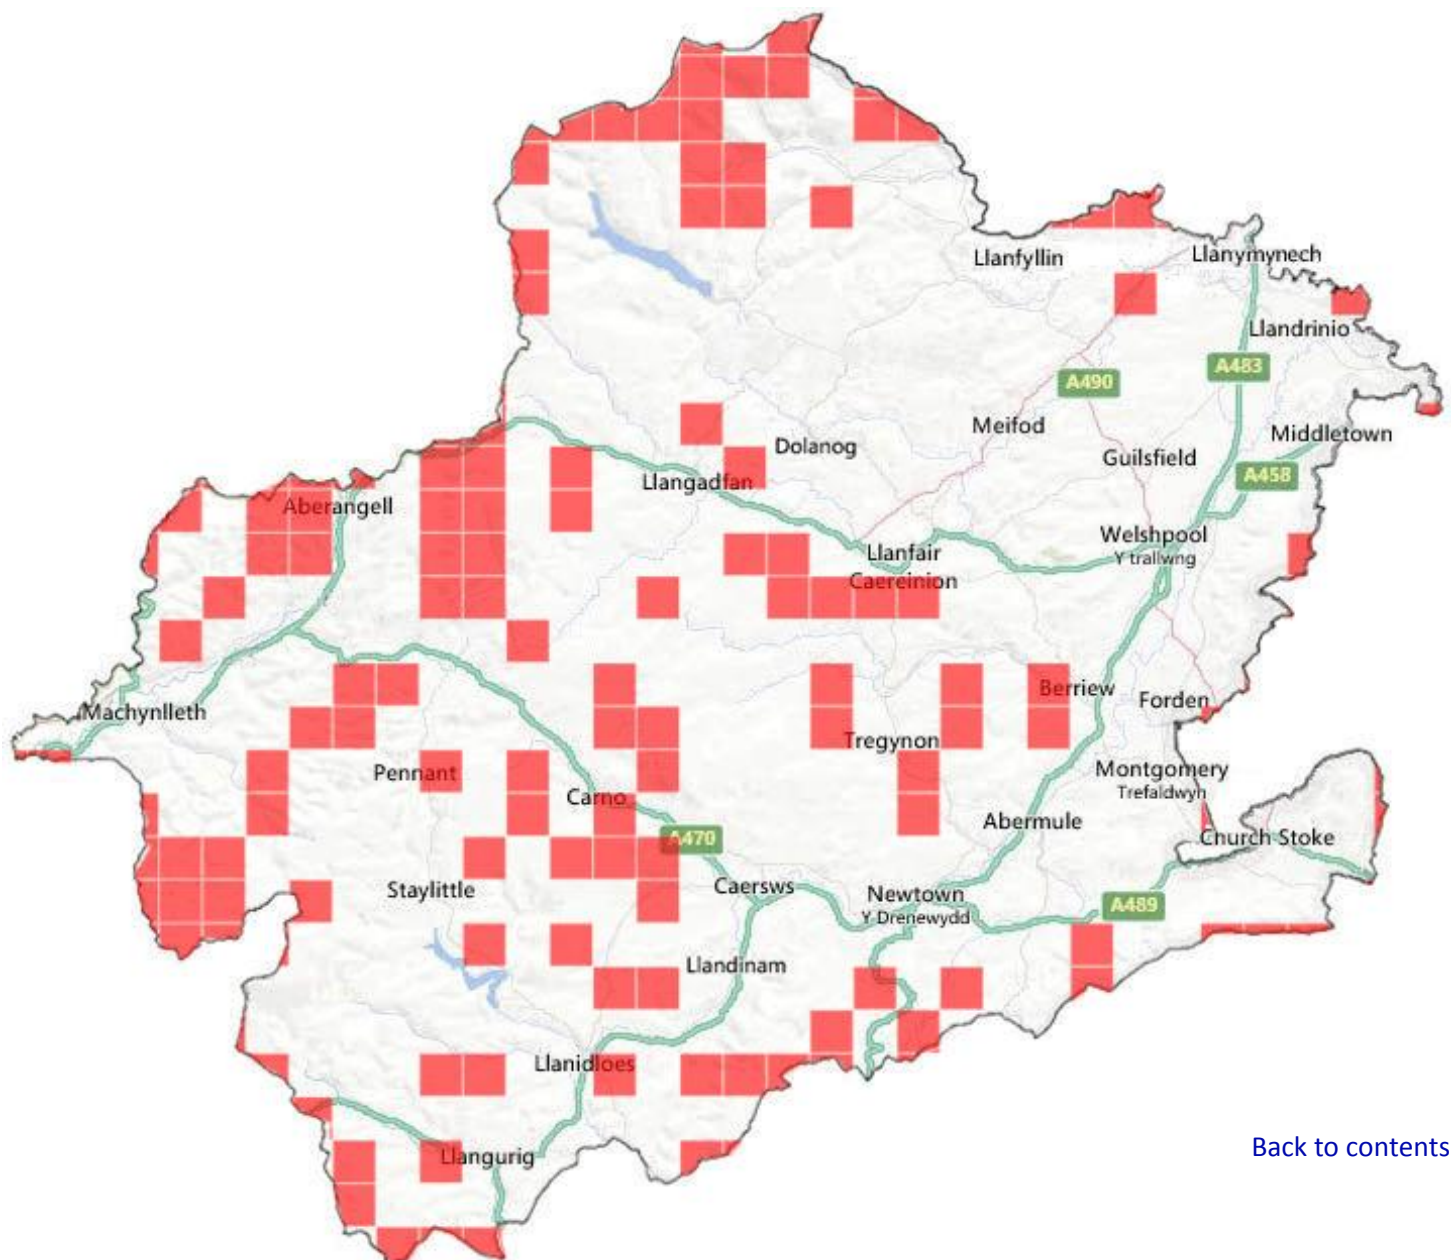 Llanfyllin
Llanymynech
Llandrinio
A483
A490
Meifod
Middletown
Dolanog
Guilsfield
A458
Llangadfan
Aberangell
Welshpool
Y trallwng
Llanfair
Caereinion
Berriew
Forden
Machynlleth
Tregynon
Pennant
Montgomery
Trefaldwyn
Carno
Abermule
A470
Church Stoke
Staylittle
Caersws
Newtown
Y Drenewydd
A489
Llandinam
Llanidloes
Back to contents
Llangurig